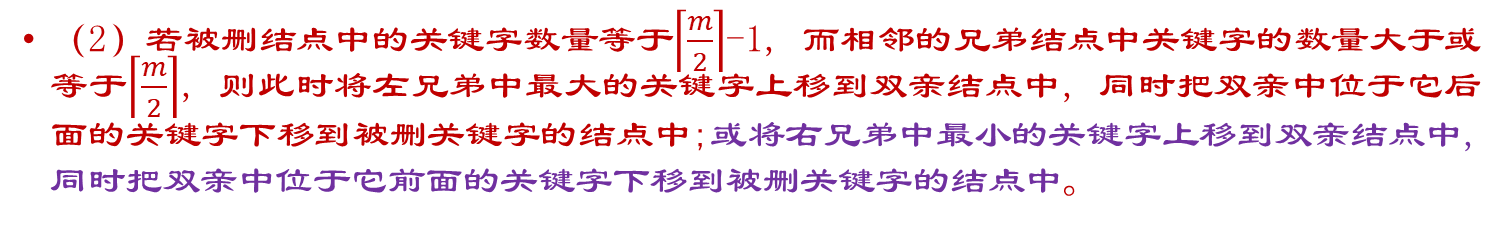 • （2）若被删结点中的关键字数量等于⌈m/2⌉-1，而相邻的兄弟结点中关键字的数量大于或
等于⌈m/2⌉，则此时将左兄弟中最大的关键字上移到双亲结点中，同时把双亲中位于它后
面的关键字下移到被删关键字的结点中;或将右兄弟中最小的关键字上移到双亲结点中，
同时把双亲中位于它前面的关键字下移到被删关键字的结点中。